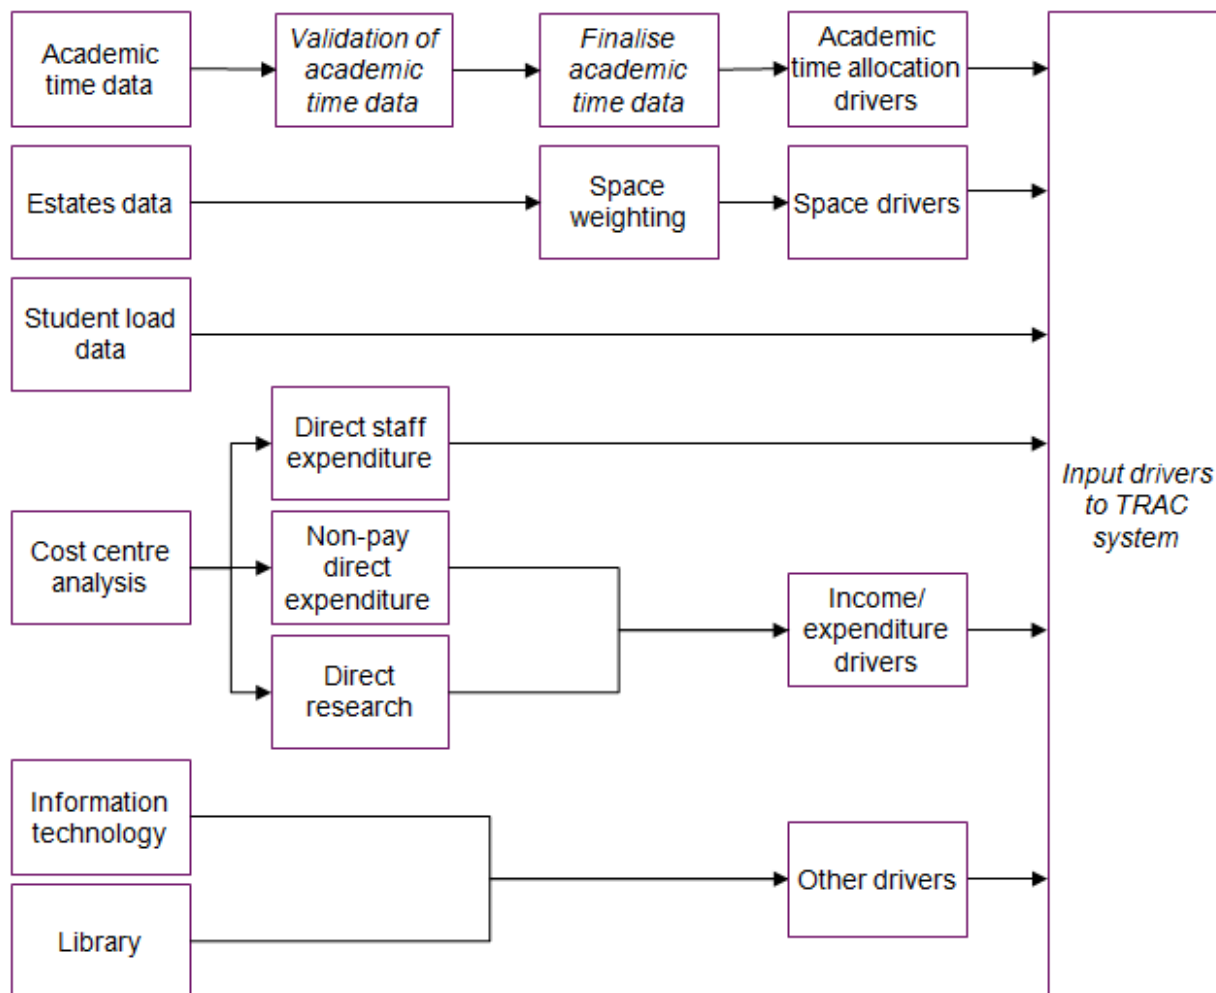 Academic
time data
Validation of
academic
time data
Finalise
academic
time data
Academic
time allocation
drivers
Estates data
Space
weighting
Space drivers
Student load
data
Direct staff
expenditure
Input drivers
to TRAC
system
Cost centre
analysis
Non-pay
direct
expenditure
Income/
expenditure
drivers
Direct
research
Information
technology
Other drivers
Library